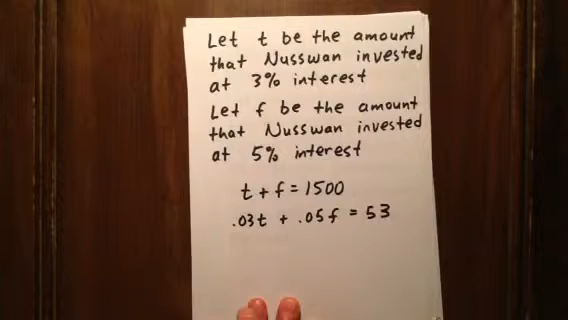 Let t be the amount
that Nusswan invested
at 3% interest
Let f be the amount
that Nusswan invested
at 5% interest
t + f = 1500
.03t + .05f = 53